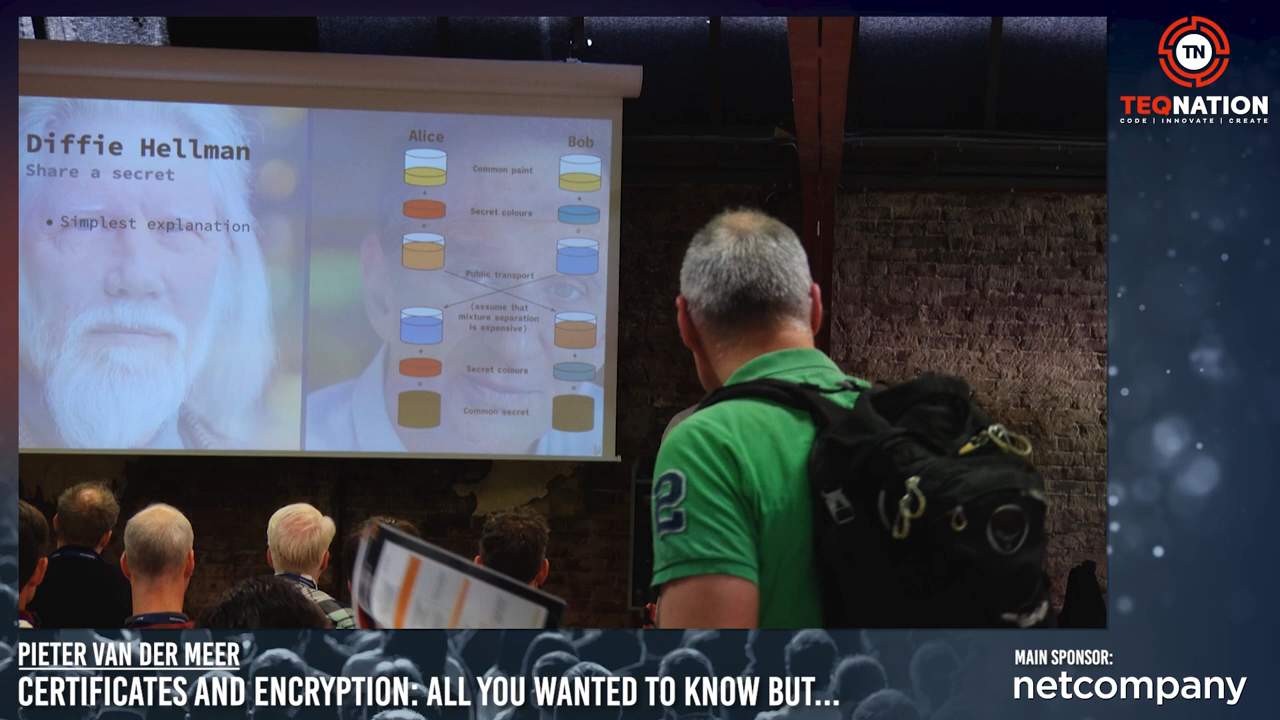 Diffie Hellman
Share a secret
• Simplest explanation
Alice
Bob
Common paint
+
+
Secret colours
=
=
Public transport
(assume that
mixture separation
is expensive)
+
+
Secret colours
=
=
Common secret
2
TN
TEQNATION
CODE | INNOVATE | CREATE
PIETER VAN DER MEER
CERTIFICATES AND ENCRYPTION: ALL YOU WANTED TO KNOW BUT...
MAIN SPONSOR:
netcompany